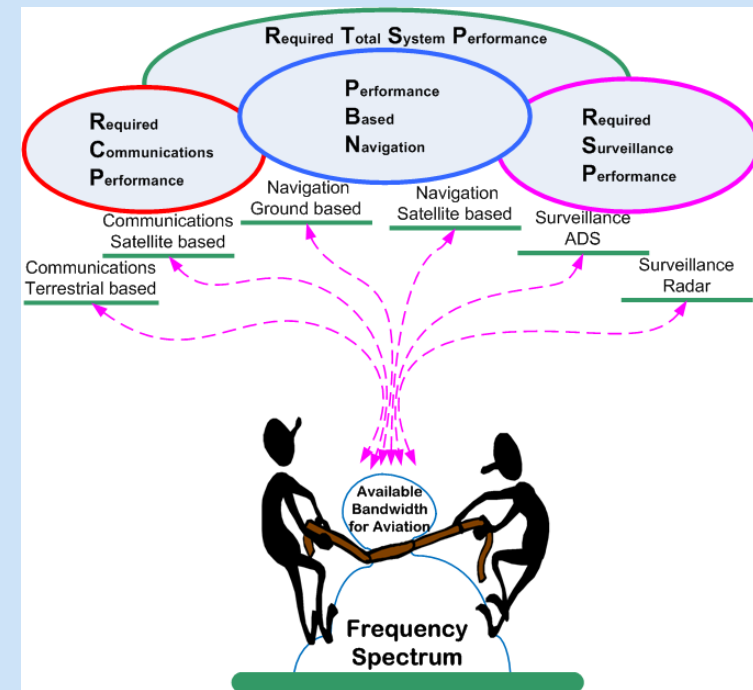 Required Total System Performance
Required
Communications
Performance
Performance
Based
Navigation
Required
Surveillance
Performance
Communications
Terrestrial based
Communications
Satellite based
Navigation
Ground based
Navigation
Satellite based
Surveillance
ADS
Surveillance
Radar
Available
Bandwidth
for Aviation
Frequency
Spectrum